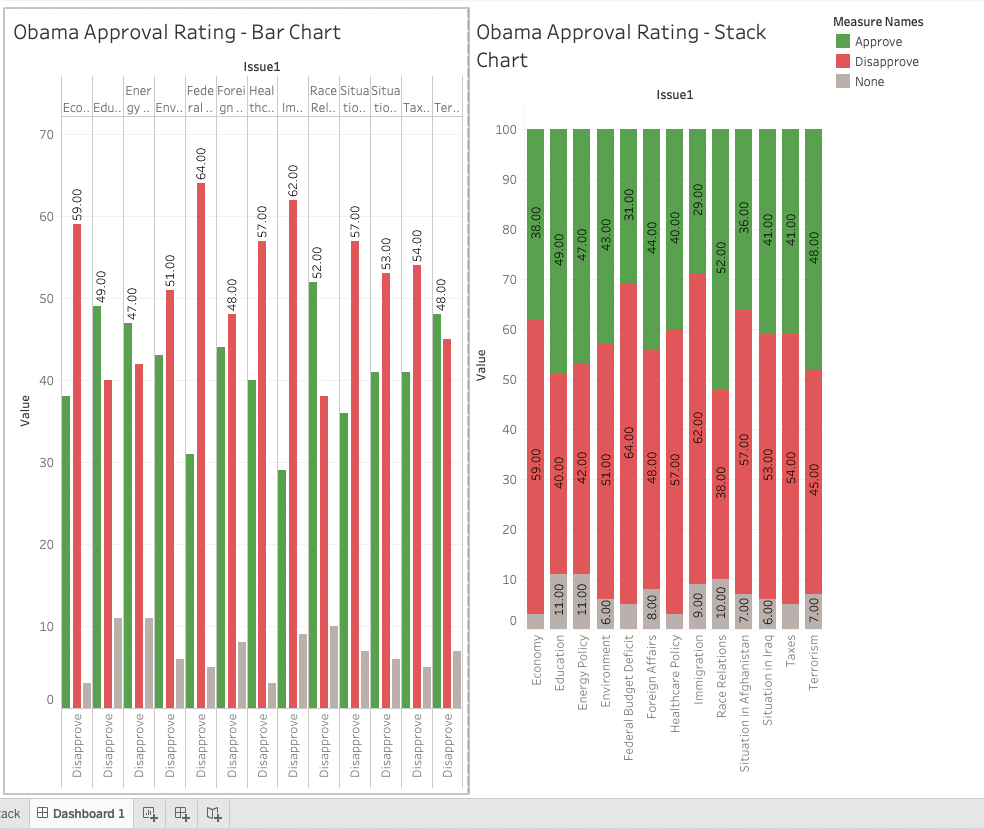 Obama Approval Rating - Bar Chart
Issue1
Eco.. Edu.. Ener gy .. Env.. Fede ral .. Forei gn .. Heal thc.. Im.. Race Rel.. Situa tio.. Situa tio.. Tax.. Ter..
Value
70
60
50
40
30
20
10
0
59.00
49.00
47.00
51.00
64.00
48.00
57.00
62.00
52.00
57.00
53.00
54.00
48.00
Disapprove Disapprove Disapprove Disapprove Disapprove Disapprove Disapprove Disapprove Disapprove Disapprove Disapprove Disapprove Disapprove
Obama Approval Rating - Stack
Chart
Issue1
Value
100
90
80
70
60
50
40
30
20
10
0
38.00 49.00 47.00 43.00 31.00 44.00 40.00 29.00 52.00 36.00 41.00 41.00 48.00
59.00 40.00 42.00 51.00 64.00 48.00 57.00 62.00 38.00 57.00 53.00 54.00 45.00
11.00 11.00 6.00 8.00 9.00 10.00 7.00 6.00 7.00
Economy
Education
Energy Policy
Environment
Federal Budget Deficit
Foreign Affairs
Healthcare Policy
Immigration
Race Relations
Situation in Afghanistan
Situation in Iraq
Taxes
Terrorism
Measure Names
Approve
Disapprove
None
tack
Dashboard 1